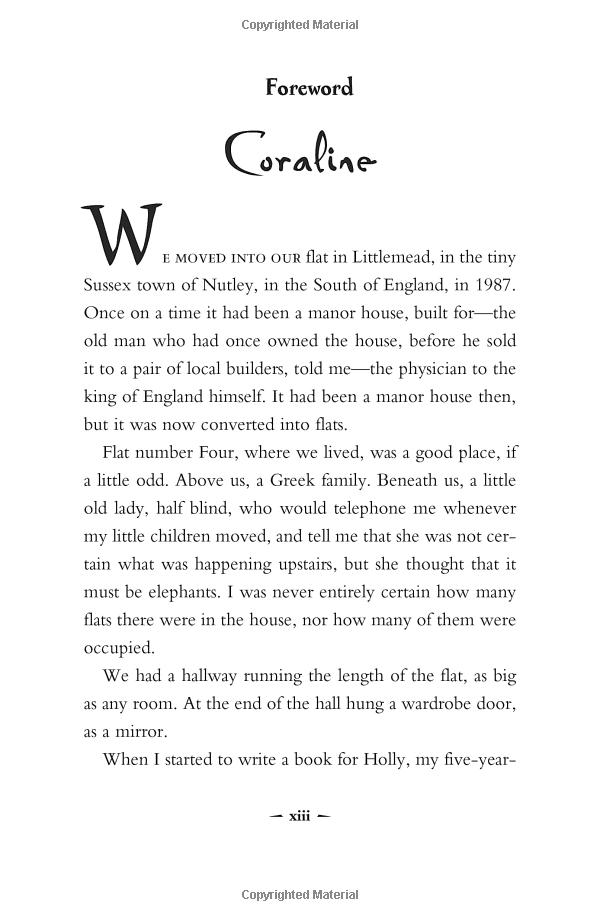 Copyrighted Material
Foreword
Coraline
WE MOVED INTO OUR flat in Littlemead, in the tiny
Sussex town of Nutley, in the South of England, in 1987.
Once on a time it had been a manor house, built for—the
old man who had once owned the house, before he sold
it to a pair of local builders, told me—the physician to the
king of England himself. It had been a manor house then,
but it was now converted into flats.
Flat number Four, where we lived, was a good place, if
a little odd. Above us, a Greek family. Beneath us, a little
old lady, half blind, who would telephone me whenever
my little children moved, and tell me that she was not cer-
tain what was happening upstairs, but she thought that it
must be elephants. I was never entirely certain how many
flats there were in the house, nor how many of them were
occupied.
We had a hallway running the length of the flat, as big
as any room. At the end of the hall hung a wardrobe door,
as a mirror.
When I started to write a book for Holly, my five-year-
xiii
Copyrighted Material